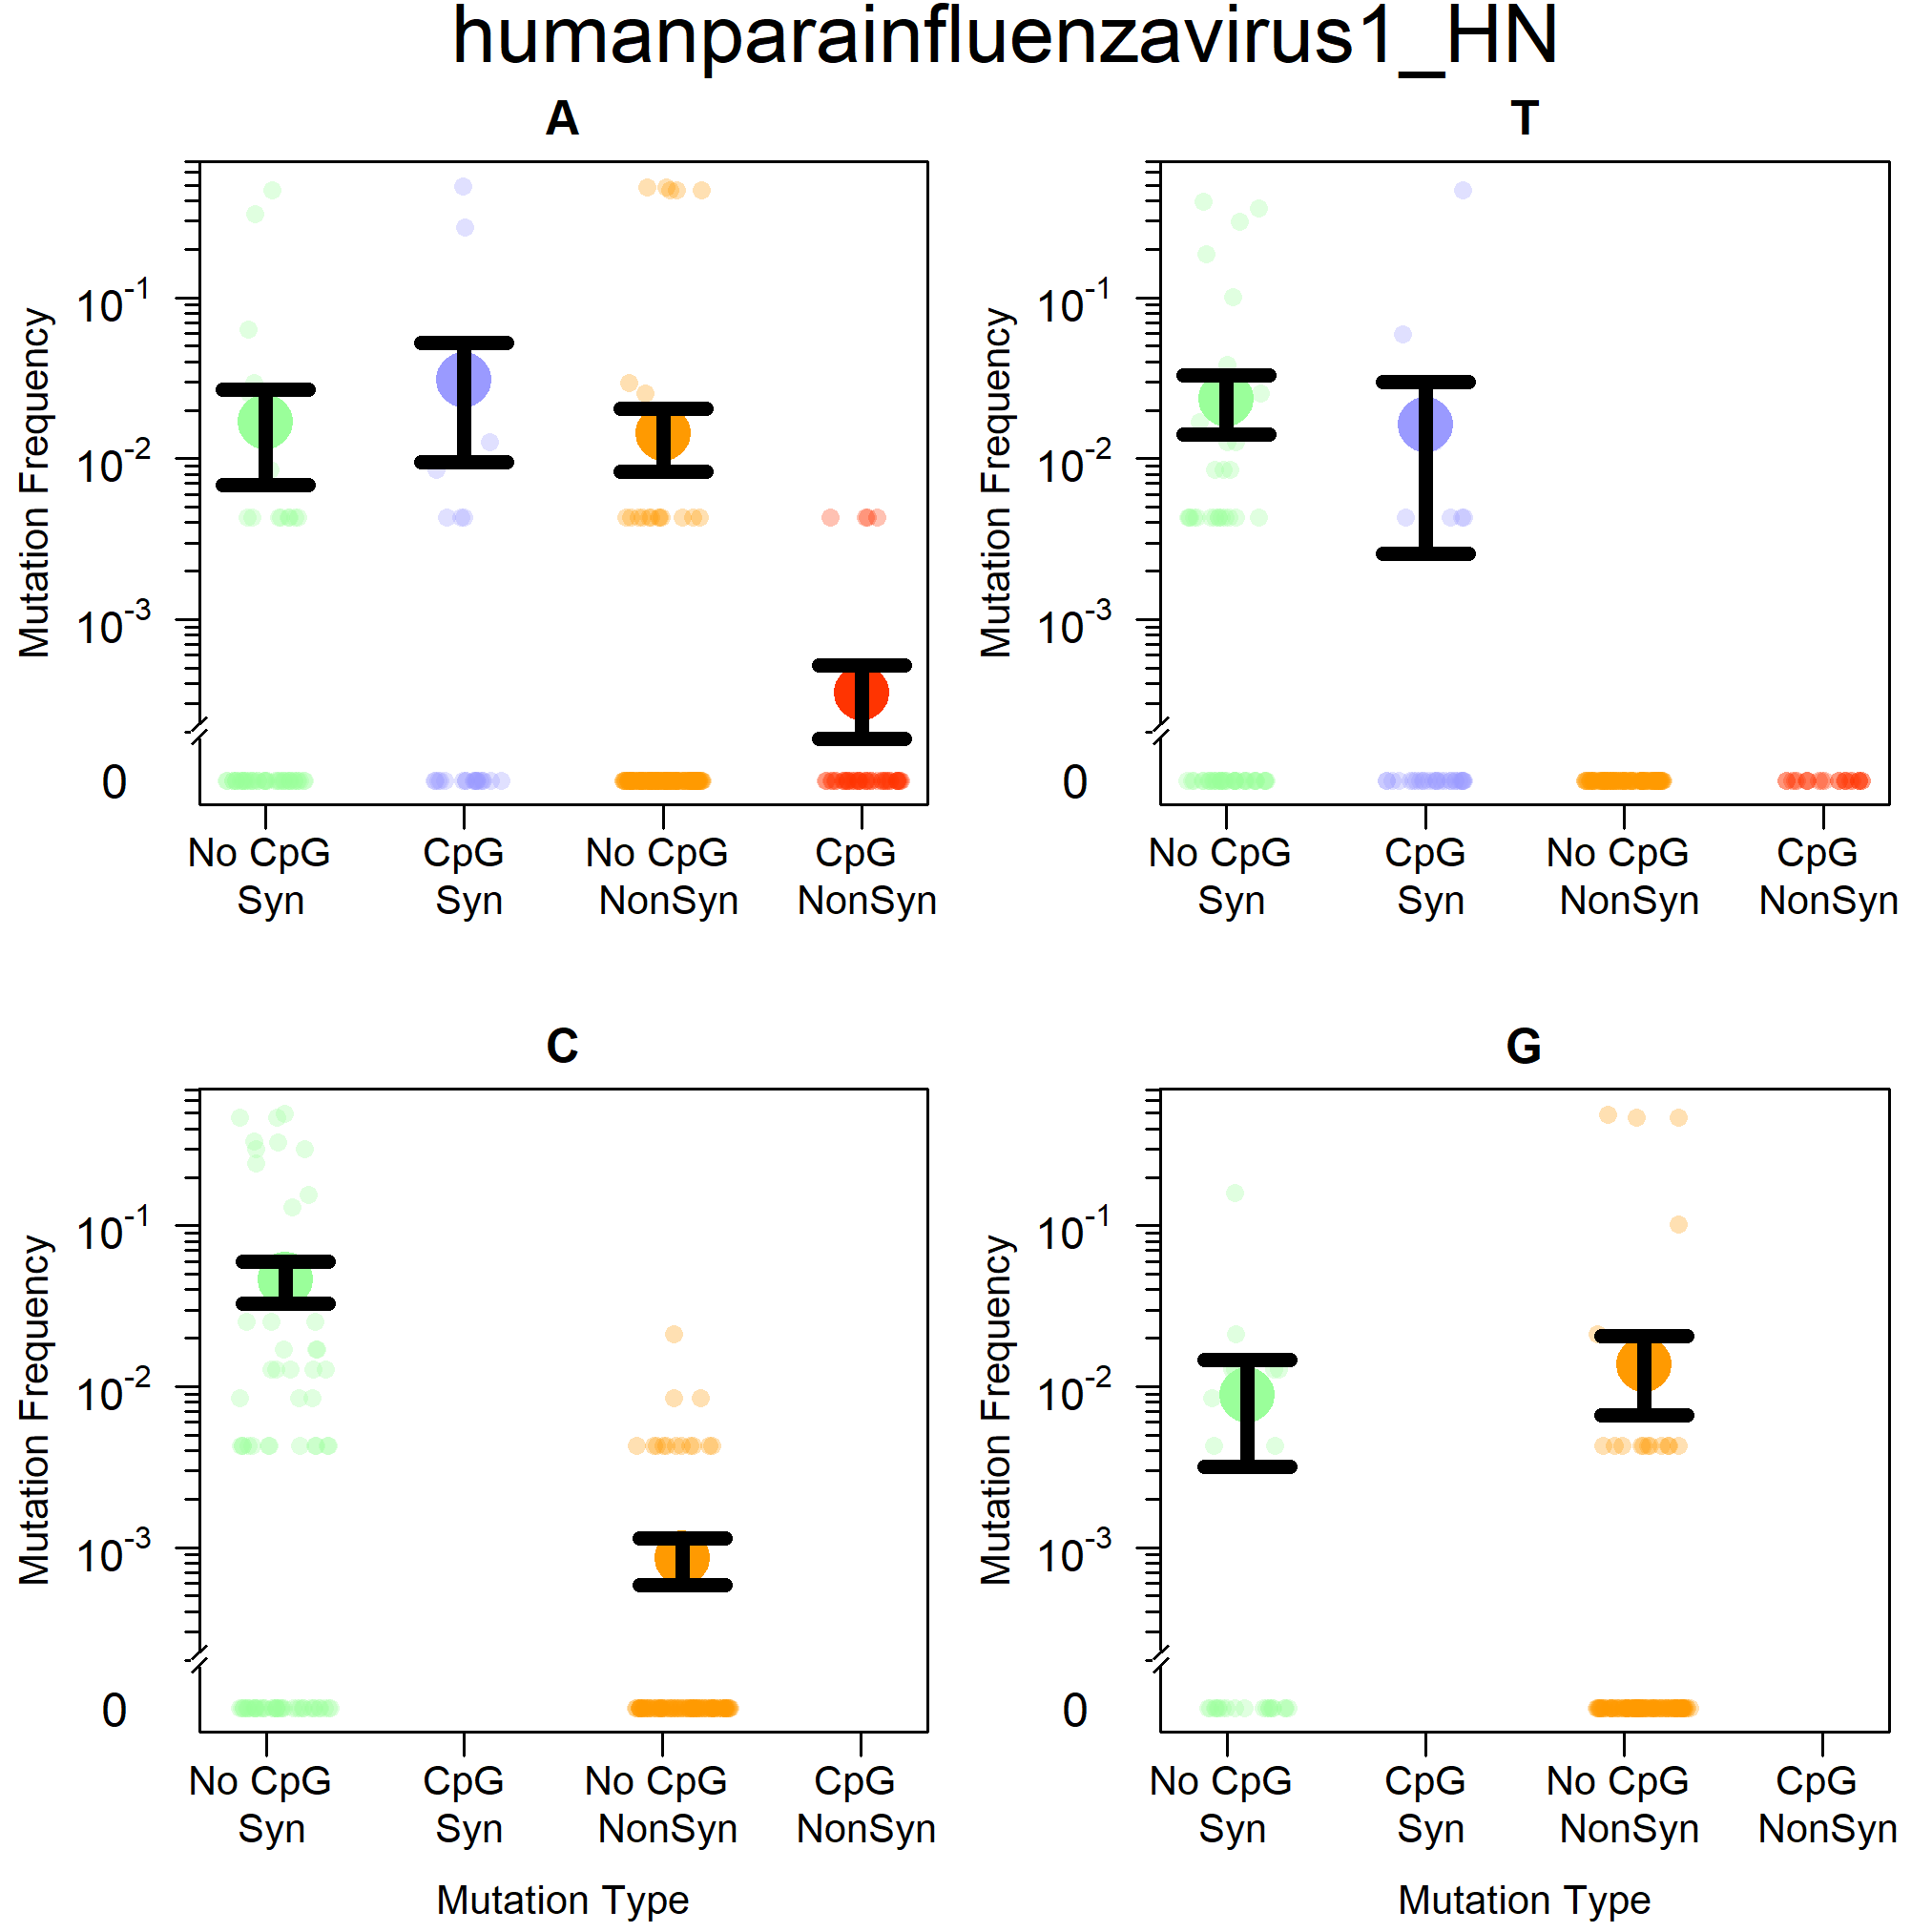 humanparainfluenzavirus1_HN
A
Mutation Frequency
10^-1
10^-2
10^-3
0
No CpG Syn
CpG Syn
No CpG NonSyn
CpG NonSyn
T
Mutation Frequency
10^-1
10^-2
10^-3
0
No CpG Syn
CpG Syn
No CpG NonSyn
CpG NonSyn
C
Mutation Frequency
10^-1
10^-2
10^-3
0
No CpG Syn
CpG Syn
No CpG NonSyn
CpG NonSyn
Mutation Type
G
Mutation Frequency
10^-1
10^-2
10^-3
0
No CpG Syn
CpG Syn
No CpG NonSyn
CpG NonSyn
Mutation Type